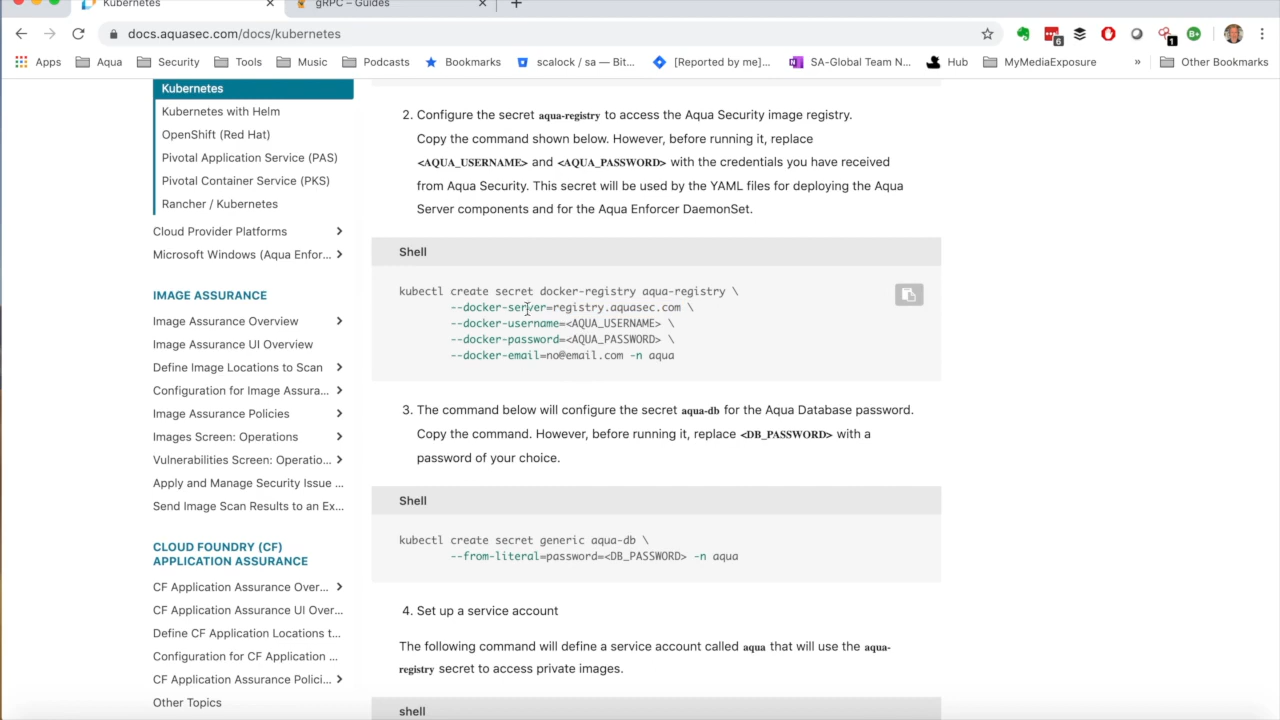 Kubernetes
gRPC – Guides
docs.aquasec.com/docs/kubernetes
6
1
B+
Apps
Aqua
Security
Tools
Music
Podcasts
Bookmarks
scalock / sa — Bit...
[Reported by me]...
SA-Global Team N...
Hub
MyMediaExposure
»
Other Bookmarks
Kubernetes
Kubernetes with Helm
OpenShift (Red Hat)
Pivotal Application Service (PAS)
Pivotal Container Service (PKS)
Rancher / Kubernetes
Cloud Provider Platforms
Microsoft Windows (Aqua Enfor...
IMAGE ASSURANCE
Image Assurance Overview
Image Assurance UI Overview
Define Image Locations to Scan
Configuration for Image Assura...
Image Assurance Policies
Images Screen: Operations
Vulnerabilities Screen: Operatio...
Apply and Manage Security Issue ...
Send Image Scan Results to an Ex...
CLOUD FOUNDRY (CF)
APPLICATION ASSURANCE
CF Application Assurance Over...
CF Application Assurance UI Over...
Define CF Application Locations t...
Configuration for CF Application ...
CF Application Assurance Polici...
Other Topics
2. Configure the secret aqua-registry to access the Aqua Security image registry.
Copy the command shown below. However, before running it, replace
<AQUA_USERNAME> and <AQUA_PASSWORD> with the credentials you have received
from Aqua Security. This secret will be used by the YAML files for deploying the Aqua
Server components and for the Aqua Enforcer DaemonSet.
Shell
kubectl create secret docker-registry aqua-registry \
--docker-server=registry.aquasec.com \
--docker-username=<AQUA_USERNAME> \
--docker-password=<AQUA_PASSWORD> \
--docker-email=no@email.com -n aqua
3. The command below will configure the secret aqua-db for the Aqua Database password.
Copy the command. However, before running it, replace <DB_PASSWORD> with a
password of your choice.
Shell
kubectl create secret generic aqua-db \
--from-literal=password=<DB_PASSWORD> -n aqua
4. Set up a service account
The following command will define a service account called aqua that will use the aqua-
registry secret to access private images.
shell